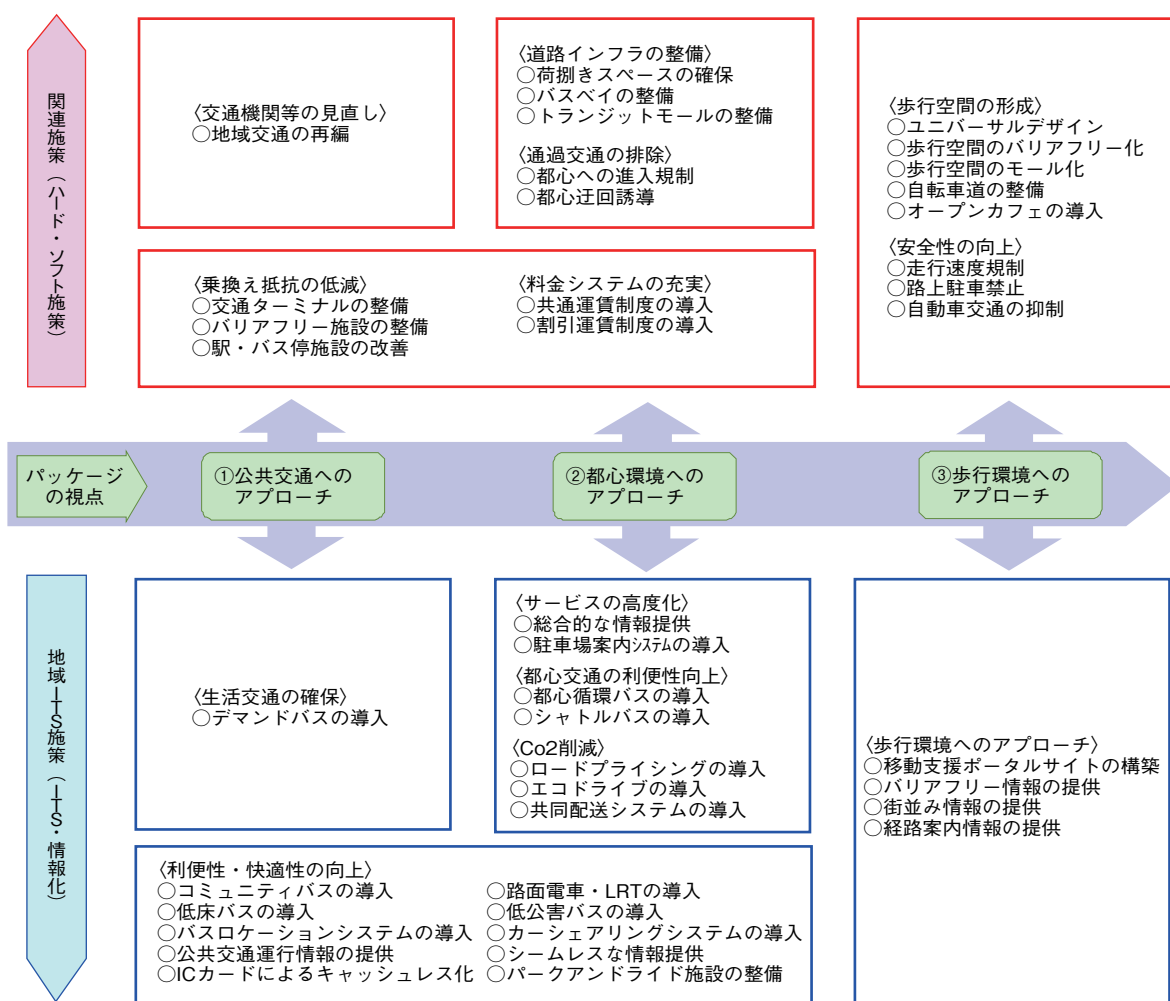 関連施策（ハード・ソフト施策）
〈交通機関等の見直し〉
○地域交通の再編
〈道路インフラの整備〉
○荷捌きスペースの確保
○バスベイの整備
○トランジットモールの整備
〈通過交通の排除〉
○都心への進入規制
○都心迂回誘導
〈歩行空間の形成〉
○ユニバーサルデザイン
○歩行空間のバリアフリー化
○歩行空間のモール化
○自転車道の整備
○オープンカフェの導入
〈安全性の向上〉
○走行速度規制
○路上駐車禁止
○自動車交通の抑制
〈乗換え抵抗の低減〉
○交通ターミナルの整備
○バリアフリー施設の整備
○駅・バス停施設の改善
〈料金システムの充実〉
○共通運賃制度の導入
○割引運賃制度の導入
パッケージ
の視点
①公共交通への
アプローチ
②都心環境への
アプローチ
③歩行環境への
アプローチ
地域ITS施策（ITS・情報化）
〈生活交通の確保〉
○デマンドバスの導入
〈サービスの高度化〉
○総合的な情報提供
○駐車場案内システムの導入
〈都心交通の利便性向上〉
○都心循環バスの導入
○シャトルバスの導入
〈Co2削減〉
○ロードプライシングの導入
○エコドライブの導入
○共同配送システムの導入
〈歩行環境へのアプローチ〉
○移動支援ポータルサイトの構築
○バリアフリー情報の提供
○街並み情報の提供
○経路案内情報の提供
〈利便性・快適性の向上〉
○コミュニティバスの導入
○低床バスの導入
○バスロケーションシステムの導入
○公共交通運行情報の提供
○ICカードによるキャッシュレス化
○路面電車・LRTの導入
○低公害バスの導入
○カーシェアリングシステムの導入
○シームレスな情報提供
○パークアンドライド施設の整備